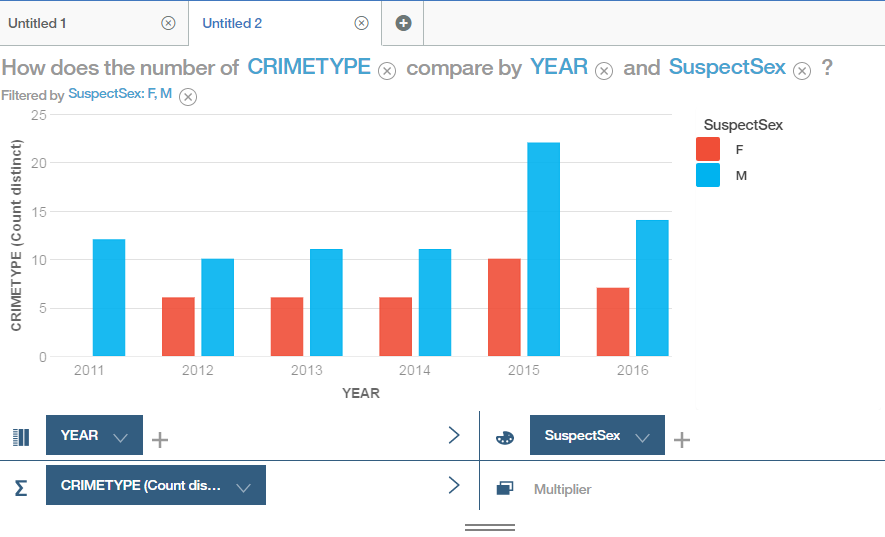 Untitled 1
Untitled 2
How does the number of CRIMETYPE compare by YEAR and SuspectSex ?
Filtered by SuspectSex: F, M
CRIMETYPE (Count distinct)
25
20
15
10
5
0
2011 2012 2013 2014 2015 2016
YEAR
SuspectSex
F
M
YEAR
SuspectSex
Σ CRIMETYPE (Count dis...
Multiplier